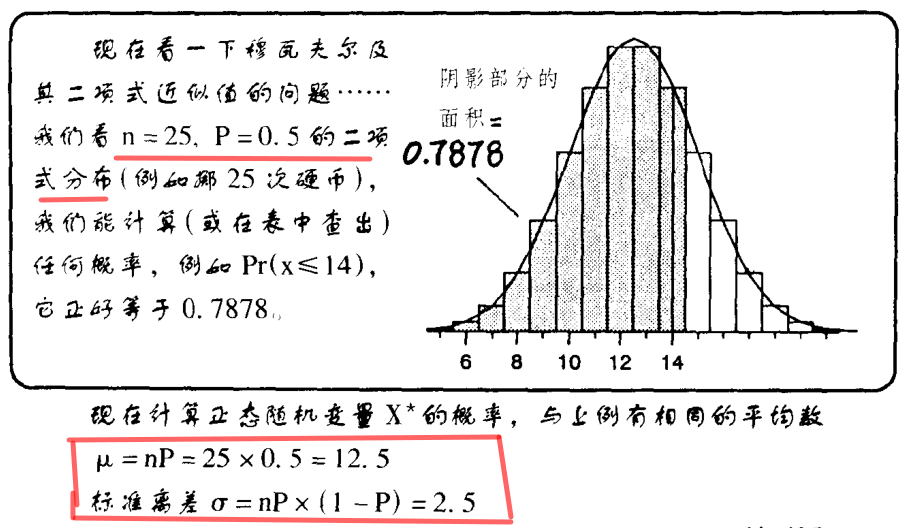 现在看一下穆瓦夫尔及
其二项式近似值的问题……
我们看 n=25, P=0.5 的二项
式分布(例如掷 25 次硬币),
我们能计算(或在表中查出)
任何概率, 例如 Pr(x≤14),
它正好等于 0.7878。
阴影部分的
面积=
0.7878
6 8 10 12 14
现在计算正态随机变量 X* 的概率, 与上例有相同的平均数
μ=nP=25×0.5=12.5
标准离差 σ=nP×(1-P)=2.5